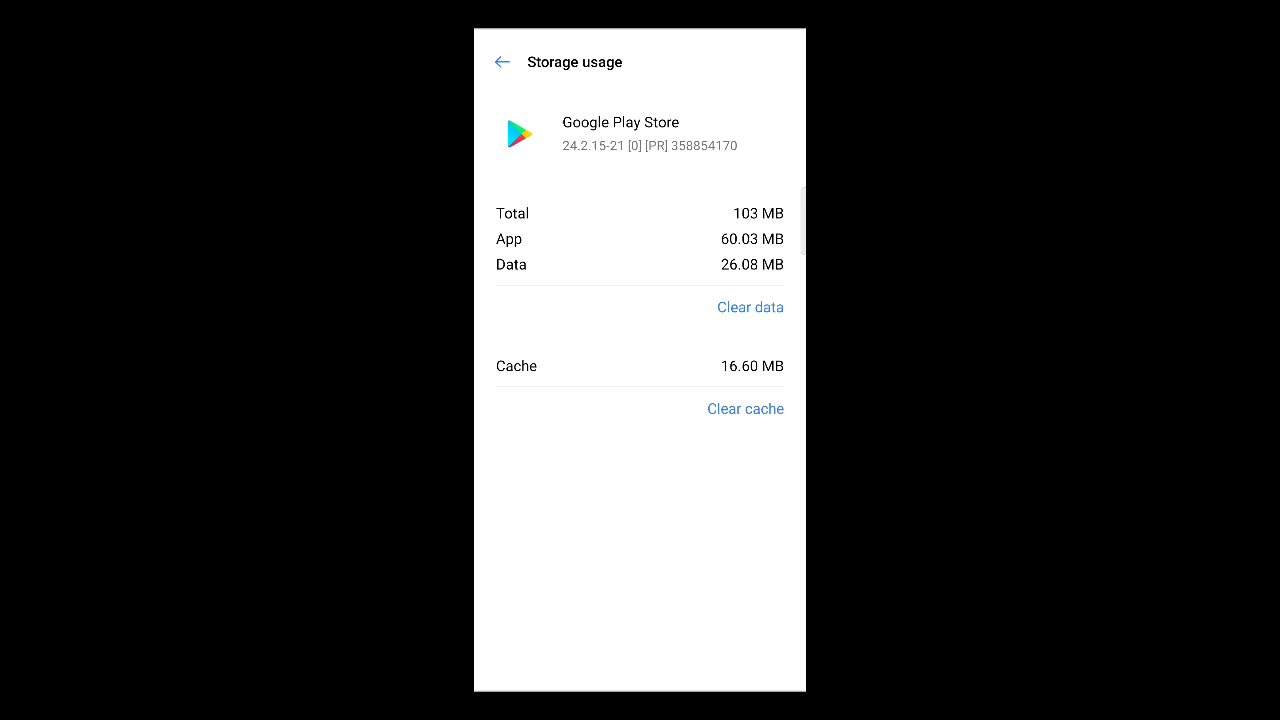 Storage usage
Google Play Store
24.2.15-21 [0] [PR] 358854170
Total 103 MB
App 60.03 MB
Data 26.08 MB
Clear data
Cache 16.60 MB
Clear cache